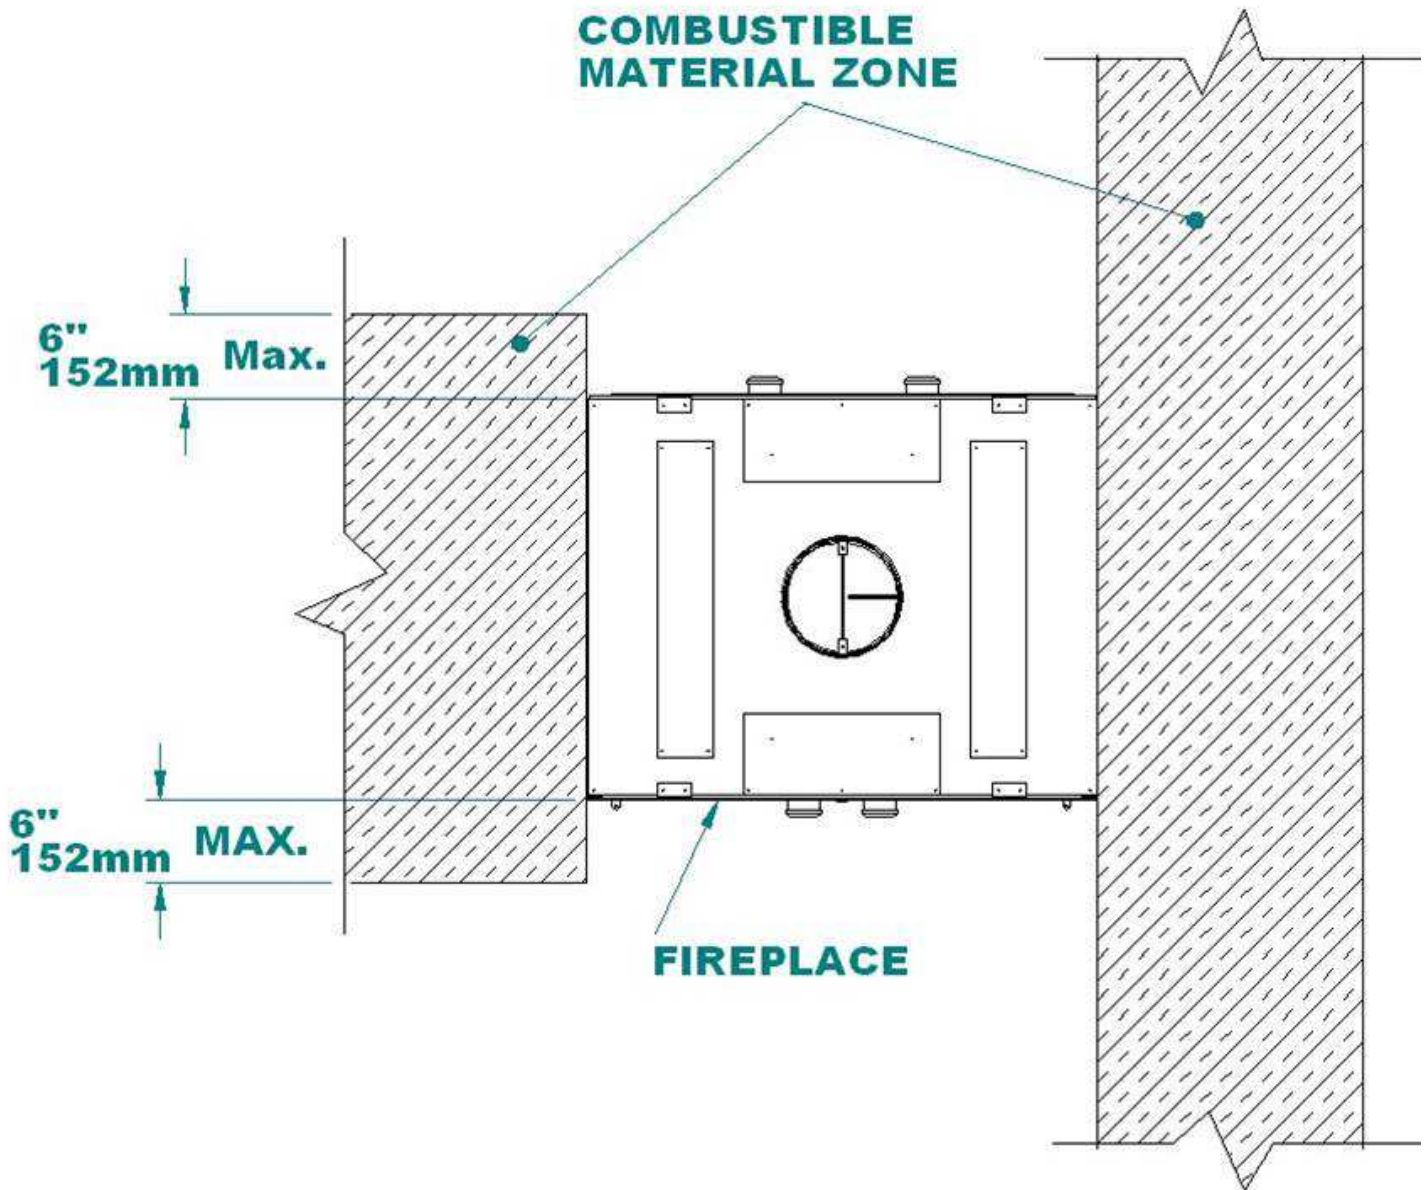 COMBUSTIBLE
MATERIAL ZONE
6"
152mm Max.
6"
152mm MAX.
FIREPLACE